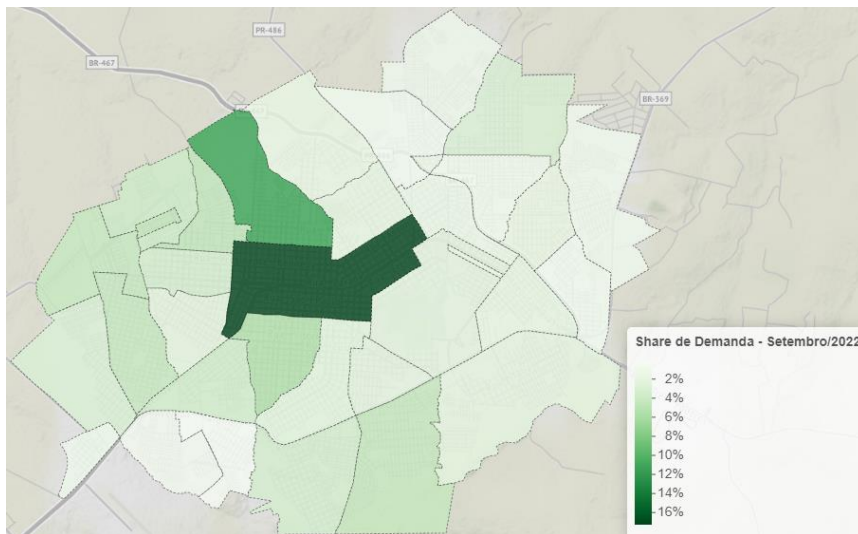 PR-486
BR-467
BR-369
Share de Demanda - Setembro/2022
2%
4%
6%
8%
10%
12%
14%
16%